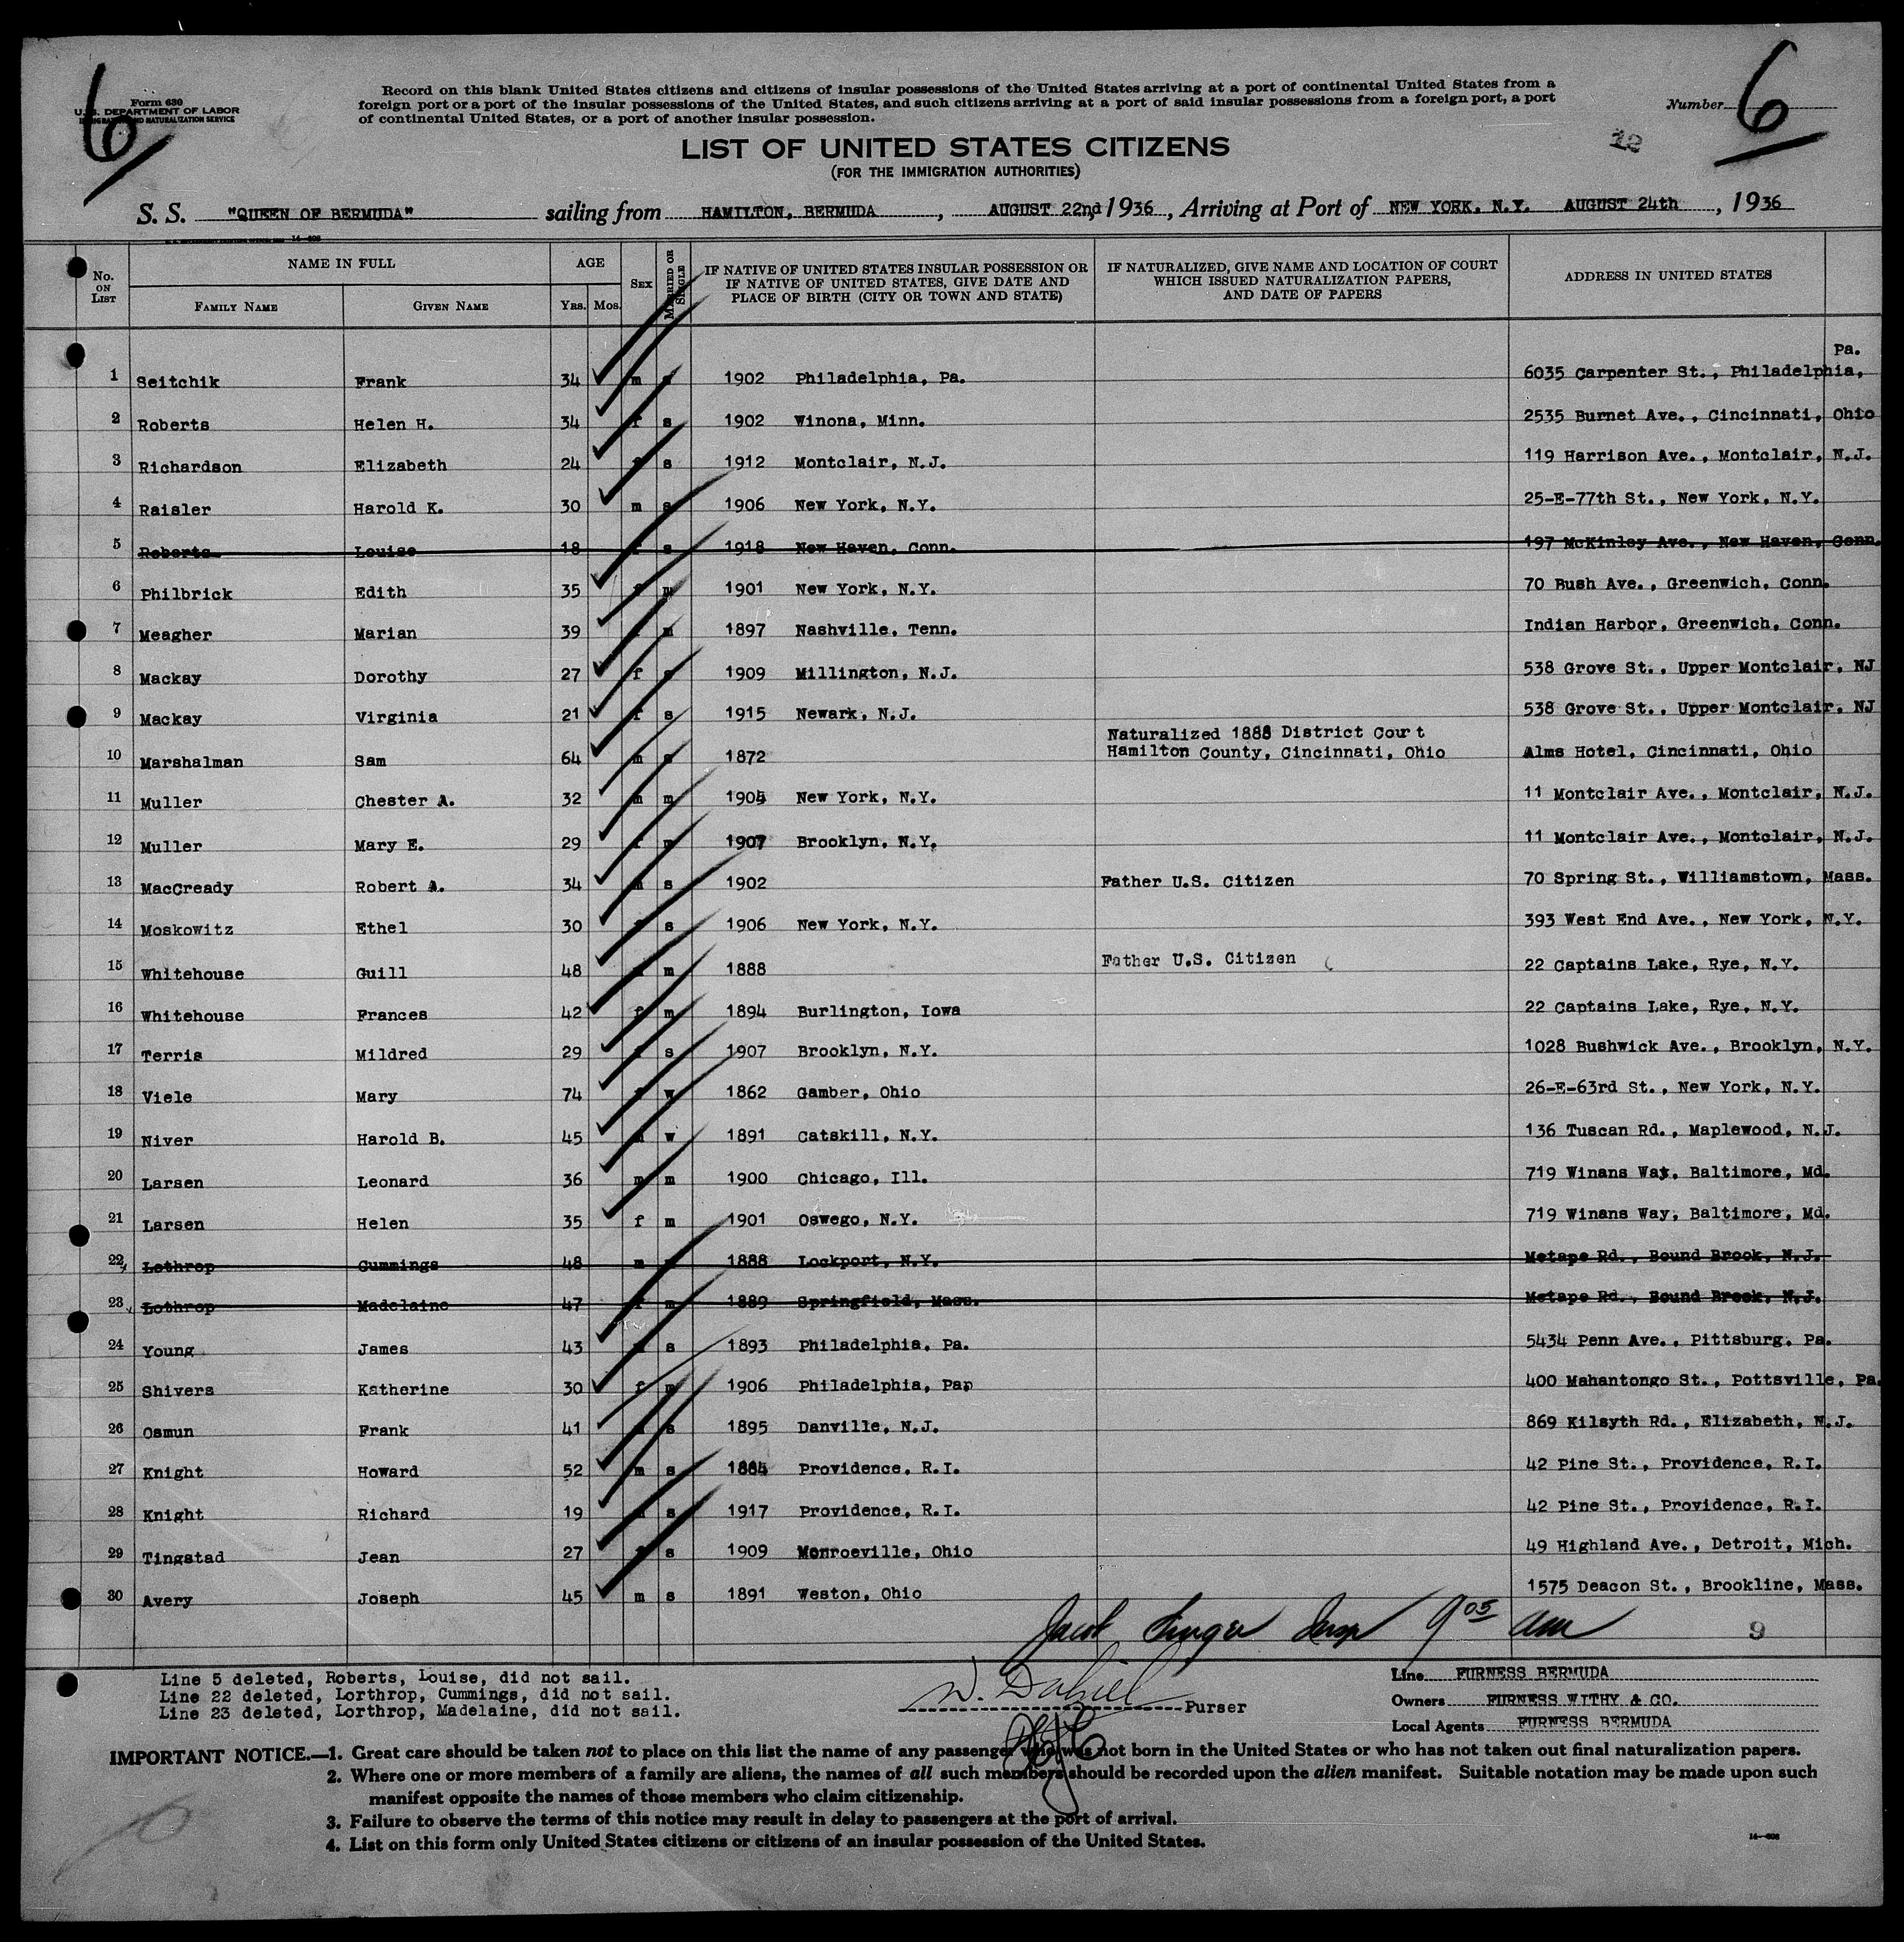 6
Form 630
U.S. DEPARTMENT OF LABOR
IMMIGRATION AND NATURALIZATION SERVICE
Record on this blank United States citizens and citizens of insular possessions of the United States arriving at a port of continental United States from a
foreign port or a port of the insular possessions of the United States, and such citizens arriving at a port of said insular possessions from a foreign port, a port
of continental United States, or a port of another insular possession.
Number 6
12
LIST OF UNITED STATES CITIZENS
(FOR THE IMMIGRATION AUTHORITIES)
S. S. "QUEEN OF BERMUDA" sailing from HAMILTON, BERMUDA, AUGUST 22nd 1936, Arriving at Port of NEW YORK, N.Y. AUGUST 24th, 1936
No. ON LIST
NAME IN FULL
FAMILY NAME
GIVEN NAME
AGE
YRS. MOS.
SEX
MARRIED OR SINGLE
IF NATIVE OF UNITED STATES INSULAR POSSESSION OR
IF NATIVE OF UNITED STATES, GIVE DATE AND
PLACE OF BIRTH (CITY OR TOWN AND STATE)
IF NATURALIZED, GIVE NAME AND LOCATION OF COURT
WHICH ISSUED NATURALIZATION PAPERS,
AND DATE OF PAPERS
ADDRESS IN UNITED STATES
1 Seitchik Frank 34 m s 1902 Philadelphia, Pa. 6035 Carpenter St., Philadelphia, Pa.
2 Roberts Helen H. 34 f s 1902 Winona, Minn. 2535 Burnet Ave., Cincinnati, Ohio
3 Richardson Elizabeth 24 f s 1912 Montclair, N.J. 119 Harrison Ave., Montclair, N.J.
4 Raisler Harold K. 30 m s 1906 New York, N.Y. 25-E-77th St., New York, N.Y.
5 Roberts Louise 18 f s 1918 New Haven, Conn. 197 McKinley Ave., New Haven, Conn.
6 Philbrick Edith 35 f m 1901 New York, N.Y. 70 Bush Ave., Greenwich, Conn.
7 Meagher Marian 39 f m 1897 Nashville, Tenn. Indian Harbor, Greenwich, Conn.
8 Mackay Dorothy 27 f s 1909 Millington, N.J. 538 Grove St., Upper Montclair, NJ
9 Mackay Virginia 21 f s 1915 Newark, N.J. 538 Grove St., Upper Montclair, NJ
Naturalized 1888 District Court
10 Marshalman Sam 64 m s 1872 Hamilton County, Cincinnati, Ohio Alms Hotel, Cincinnati, Ohio
11 Muller Chester A. 32 m m 1904 New York, N.Y. 11 Montclair Ave., Montclair, N.J.
12 Muller Mary E. 29 f m 1907 Brooklyn, N.Y. 11 Montclair Ave., Montclair, N.J.
13 MacCready Robert A. 34 m s 1902 Father U.S. Citizen 70 Spring St., Williamstown, Mass.
14 Moskowitz Ethel 30 f s 1906 New York, N.Y. 393 West End Ave., New York, N.Y.
15 Whitehouse Guill 48 m m 1888 Father U.S. Citizen 22 Captains Lake, Rye, N.Y.
16 Whitehouse Frances 42 f m 1894 Burlington, Iowa 22 Captains Lake, Rye, N.Y.
17 Terris Mildred 29 f s 1907 Brooklyn, N.Y. 1028 Bushwick Ave., Brooklyn, N.Y.
18 Viele Mary 74 f w 1862 Gamber, Ohio 26-E-63rd St., New York, N.Y.
19 Niver Harold B. 45 m w 1891 Catskill, N.Y. 136 Tuscan Rd., Maplewood, N.J.
20 Larsen Leonard 36 m m 1900 Chicago, Ill. 719 Winans Way, Baltimore, Md.
21 Larsen Helen 35 f m 1901 Oswego, N.Y. 719 Winans Way, Baltimore, Md.
22 Lothrop Cummings 48 m m 1888 Lockport, N.Y. Metape Rd., Bound Brook, N.J.
23 Lothrop Madelaine 47 f m 1889 Springfield, Mass. Metape Rd., Bound Brook, N.J.
24 Young James 43 m s 1893 Philadelphia, Pa. 5434 Penn Ave., Pittsburg, Pa.
25 Shivers Katherine 30 f m 1906 Philadelphia, Pap 400 Mahantongo St., Pottsville, Pa.
26 Osmun Frank 41 m s 1895 Danville, N.J. 869 Kilsyth Rd., Elizabeth, N.J.
27 Knight Howard 52 m s 1884 Providence, R.I. 42 Pine St., Providence, R.I.
28 Knight Richard 19 m s 1917 Providence, R.I. 42 Pine St., Providence, R.I.
29 Tingstad Jean 27 f s 1909 Monroeville, Ohio 49 Highland Ave., Detroit, Mich.
30 Avery Joseph 45 m s 1891 Weston, Ohio 1575 Deacon St., Brookline, Mass.
Jacob Singer Insp 9 05 am
9
Line 5 deleted, Roberts, Louise, did not sail.
Line 22 deleted, Lorthrop, Cummings, did not sail.
Line 23 deleted, Lorthrop, Madelaine, did not sail.
Purser
Line FURNESS BERMUDA
Owners FURNESS WITHY & CO.
Local Agents FURNESS BERMUDA
IMPORTANT NOTICE.—1. Great care should be taken not to place on this list the name of any passenger who was not born in the United States or who has not taken out final naturalization papers.
2. Where one or more members of a family are aliens, the names of all such members should be recorded upon the alien manifest. Suitable notation may be made upon such
manifest opposite the names of those members who claim citizenship.
3. Failure to observe the terms of this notice may result in delay to passengers at the port of arrival.
4. List on this form only United States citizens or citizens of an insular possession of the United States.